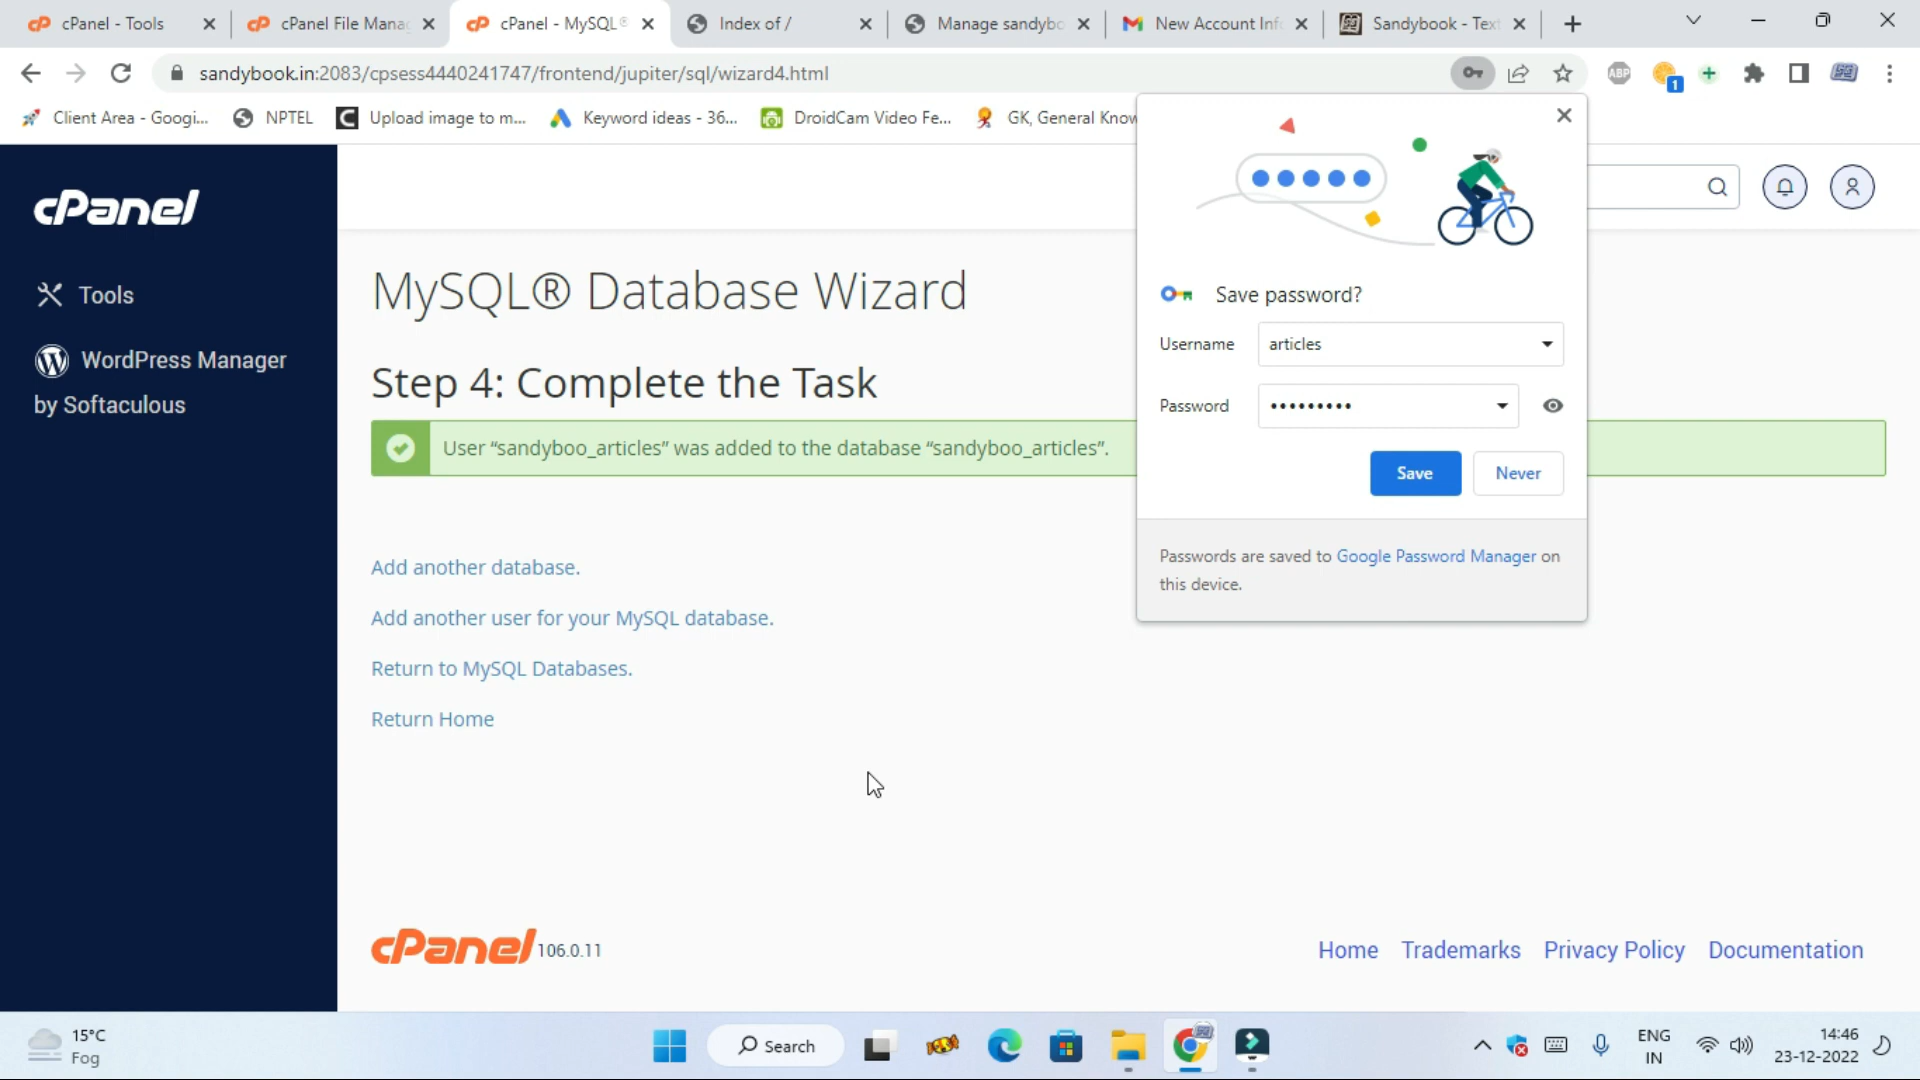 cPanel - Tools
cPanel File Manag
cPanel - MySQL®
Index of /
Manage sandybo
New Account Inf
Sandybook - Text
sandybook.in:2083/cpsess4440241747/frontend/jupiter/sql/wizard4.html
ABP
1
Client Area - Googi...
NPTEL
Upload image to m...
Keyword ideas - 36...
DroidCam Video Fe...
GK, General Know
cPanel
Tools
WordPress Manager
by Softaculous
MySQL® Database Wizard
Step 4: Complete the Task
User “sandyboo_articles” was added to the database “sandyboo_articles”.
Add another database.
Add another user for your MySQL database.
Return to MySQL Databases.
Return Home
Save password?
Username
articles
Password
•••••••••
Save
Never
Passwords are saved to Google Password Manager on
this device.
cPanel 106.0.11
Home
Trademarks
Privacy Policy
Documentation
15°C
Fog
Search
ENG
IN
14:46
23-12-2022